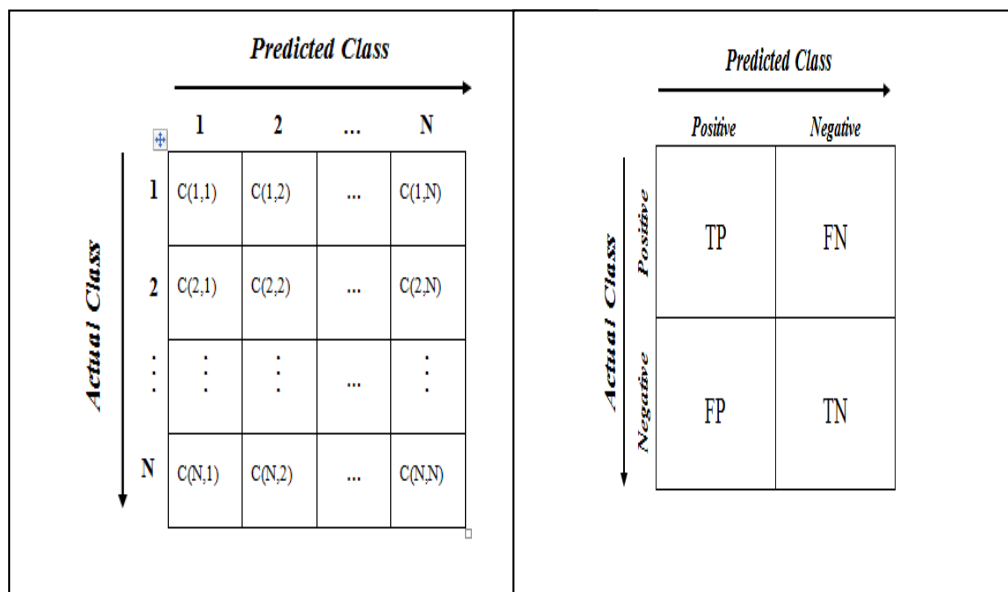 Predicted Class
1 2 ... N
Actual Class
1 C(1,1) C(1,2) ... C(1,N)
2 C(2,1) C(2,2) ... C(2,N)
⋮ ⋮ ⋮ ... ⋮
N C(N,1) C(N,2) ... C(N,N)
Predicted Class
Positive Negative
Actual Class
Positive TP FN
Negative FP TN